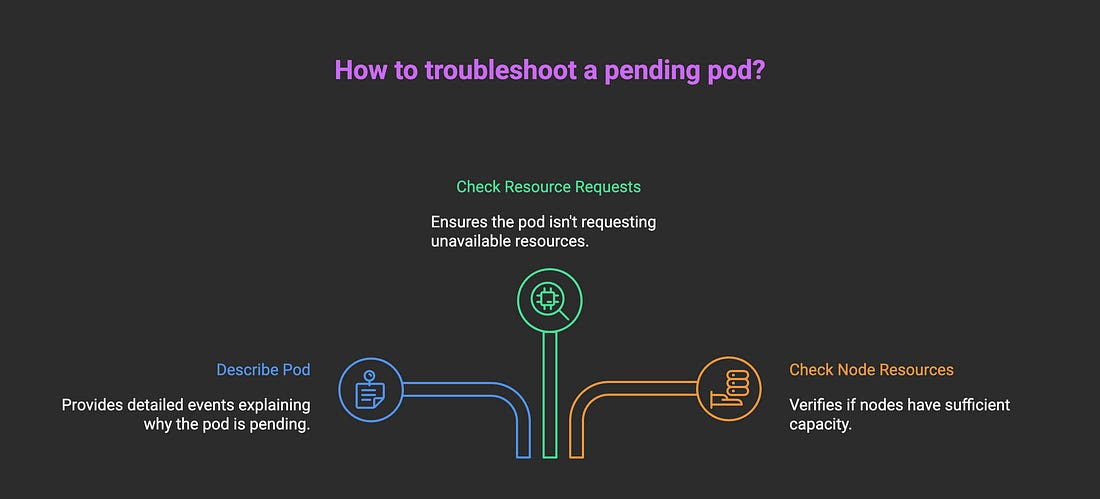 How to troubleshoot a pending pod?
Check Resource Requests
Ensures the pod isn't requesting
unavailable resources.
Describe Pod
Provides detailed events explaining
why the pod is pending.
Check Node Resources
Verifies if nodes have sufficient
capacity.